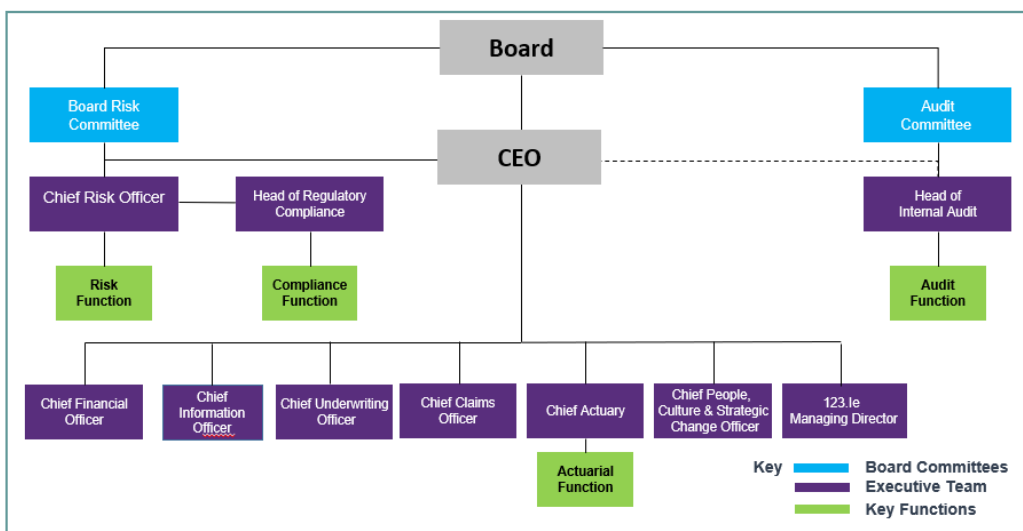 Board
Board Risk
Committee
Audit
Committee
CEO
Chief Risk Officer
Head of Regulatory
Compliance
Head of
Internal Audit
Risk
Function
Compliance
Function
Audit
Function
Chief Financial
Officer
Chief
Information
Officer
Chief Underwriting
Officer
Chief Claims
Officer
Chief Actuary
Chief People,
Culture & Strategic
Change Officer
123.Ie
Managing Director
Actuarial
Function
Key
Board Committees
Executive Team
Key Functions